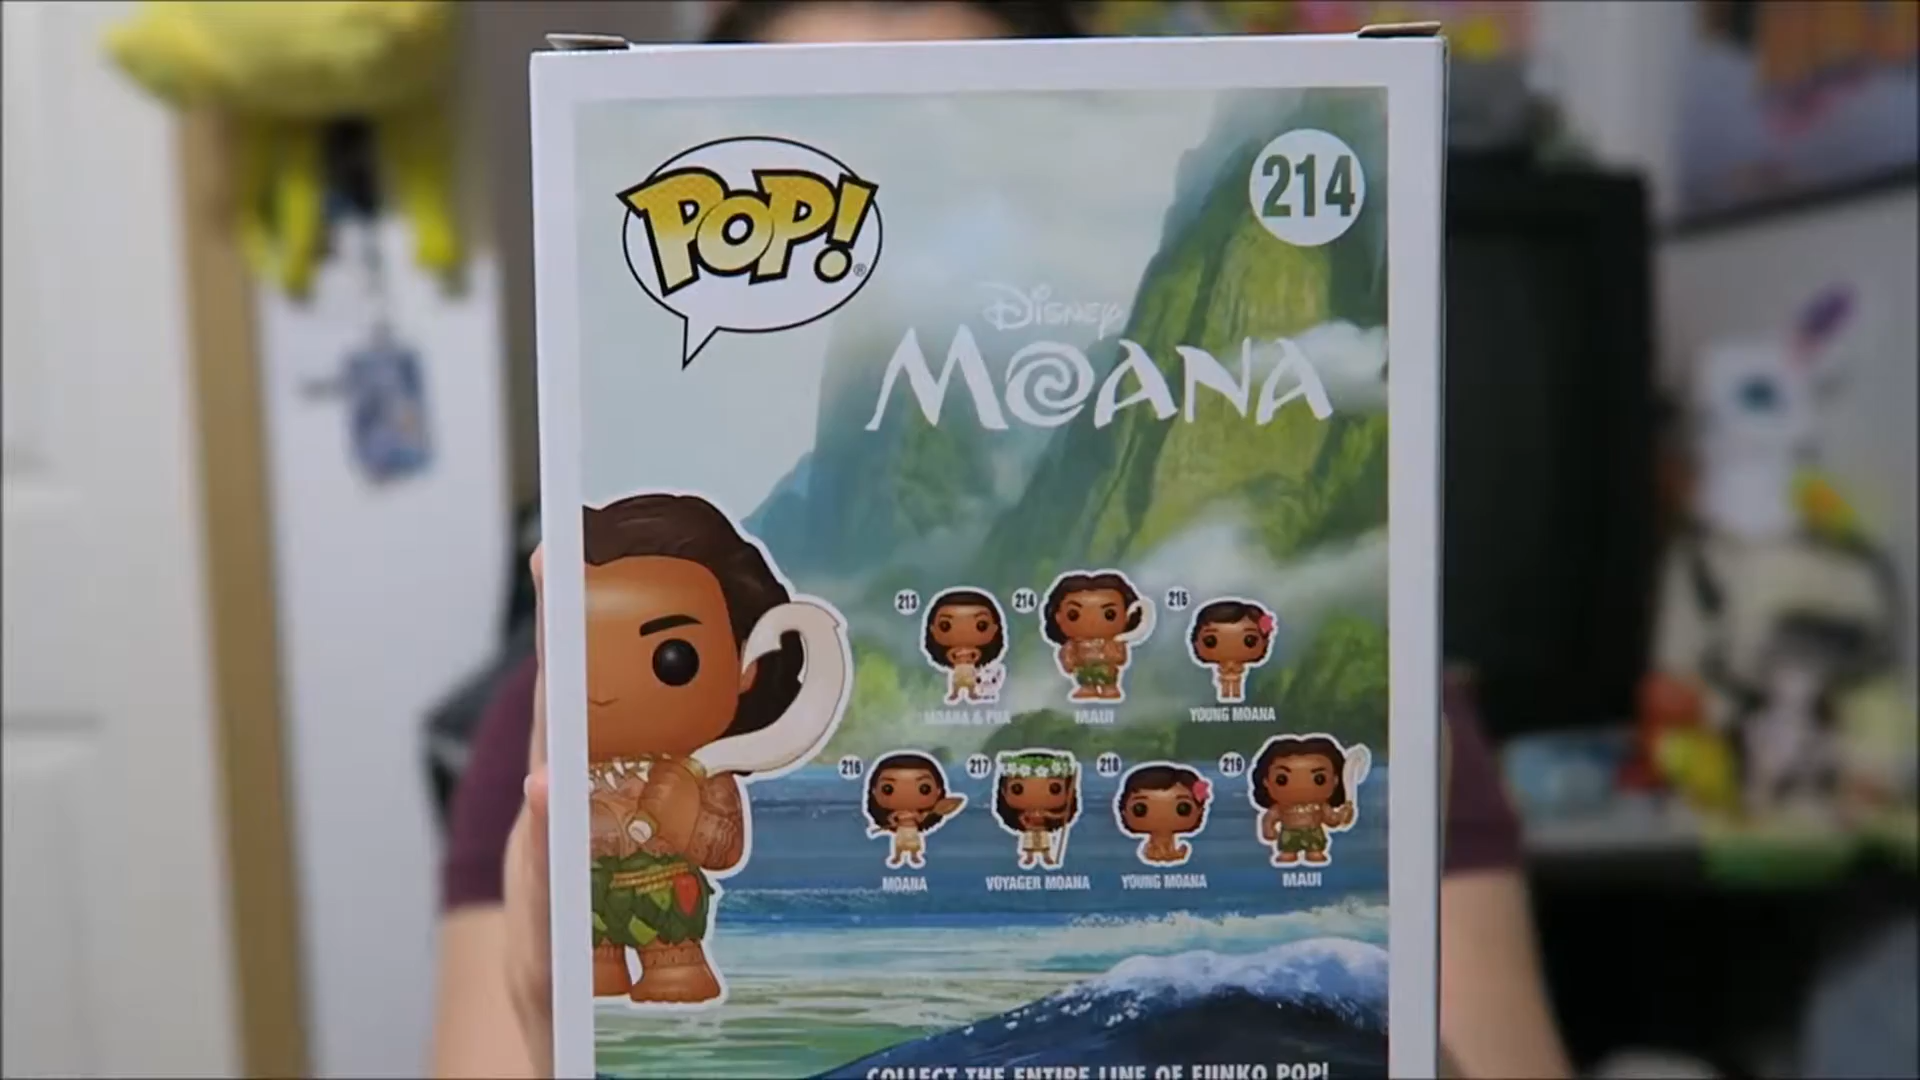 POP!®
214
DISNEY
MOANA
213
214
215
MOANA & PUA
MAUI
YOUNG MOANA
216
217
218
219
MOANA
VOYAGER MOANA
YOUNG MOANA
MAUI
COLLECT THE ENTIRE LINE OF FUNKO POP!